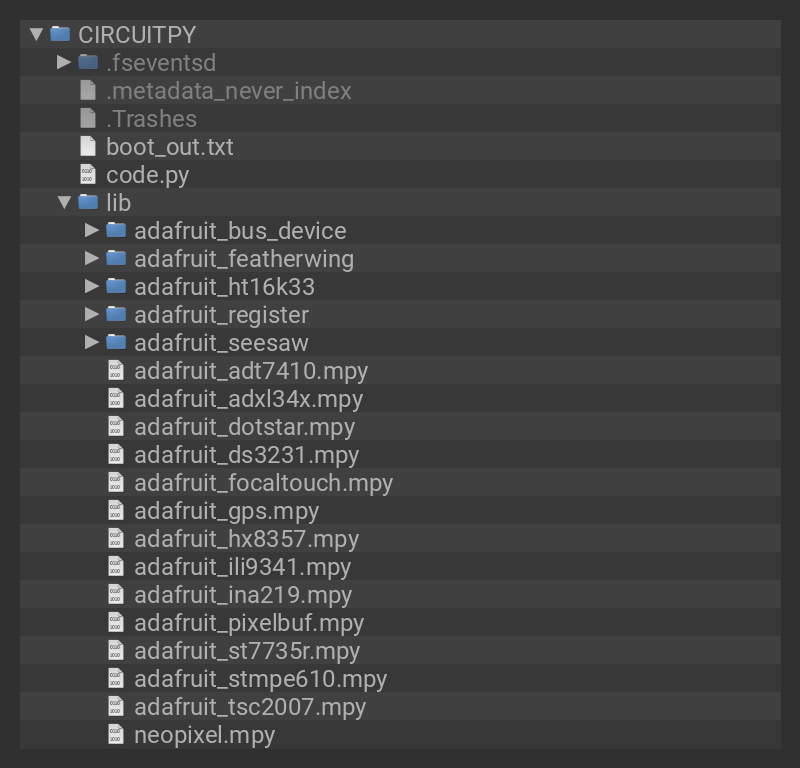 CIRCUITPY
.fseventsd
.metadata_never_index
.Trashes
boot_out.txt
code.py
lib
adafruit_bus_device
adafruit_featherwing
adafruit_ht16k33
adafruit_register
adafruit_seesaw
adafruit_adt7410.mpy
adafruit_adxl34x.mpy
adafruit_dotstar.mpy
adafruit_ds3231.mpy
adafruit_focaltouch.mpy
adafruit_gps.mpy
adafruit_hx8357.mpy
adafruit_ili9341.mpy
adafruit_ina219.mpy
adafruit_pixelbuf.mpy
adafruit_st7735r.mpy
adafruit_stmpe610.mpy
adafruit_tsc2007.mpy
neopixel.mpy